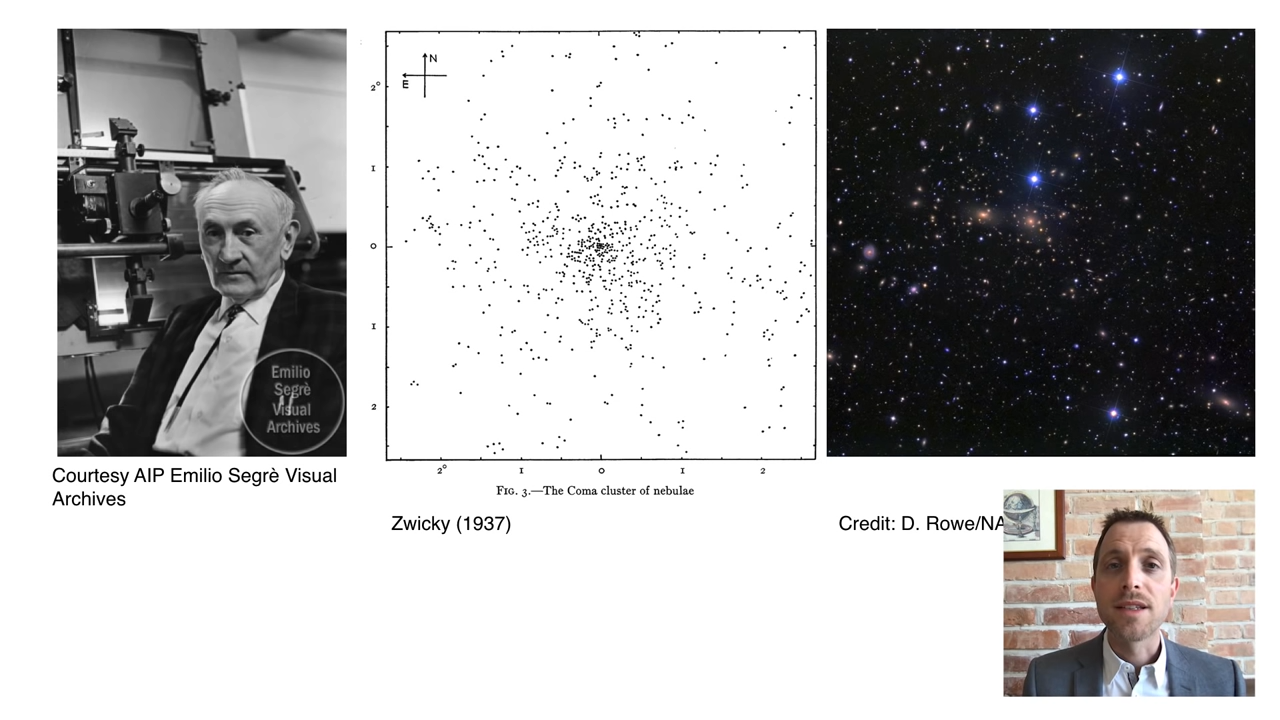 Emilio
Segrè
Visual
Archives
Courtesy AIP Emilio Segrè Visual
Archives
N
E
2°
1
0
1
2
2°
1
0
1
2
FIG. 3.—The Coma cluster of nebulae
Zwicky (1937)
Credit: D. Rowe/NA